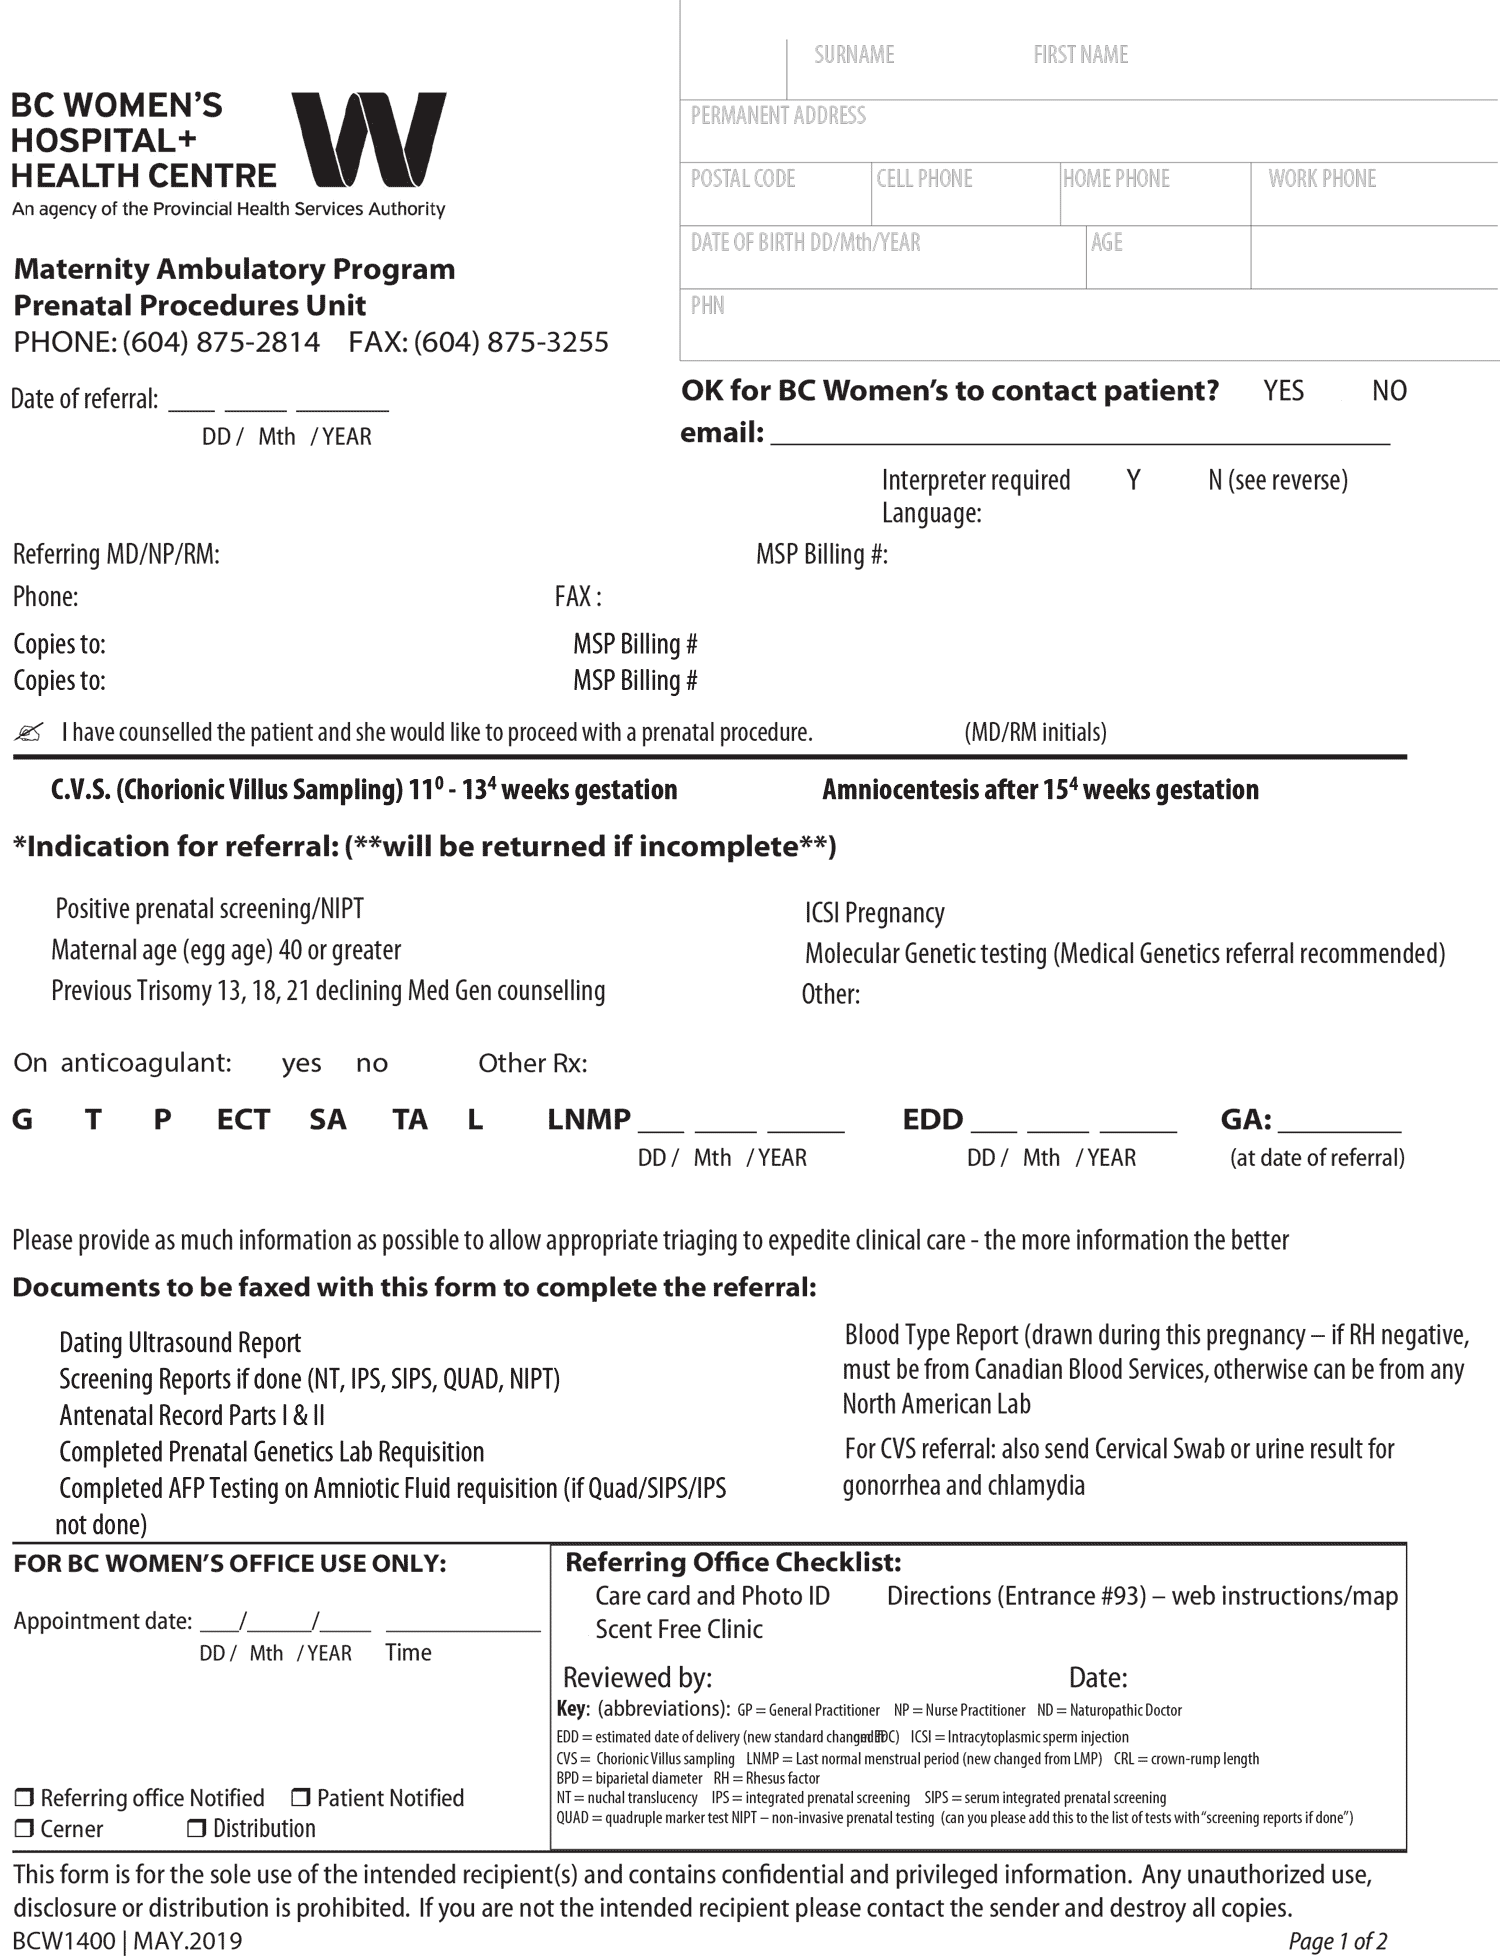 SURNAME FIRST NAME
BC WOMEN'S
HOSPITAL+
HEALTH CENTRE
An agency of the Provincial Health Services Authority
PERMANENT ADDRESS
POSTAL CODE CELL PHONE HOME PHONE WORK PHONE
DATE OF BIRTH DD/Mth/YEAR AGE
PHN
Maternity Ambulatory Program
Prenatal Procedures Unit
PHONE: (604) 875-2814 FAX: (604) 875-3255
Date of referral: ___ ____ ______
DD / Mth / YEAR
OK for BC Women's to contact patient? YES NO
email: ______________________________
Interpreter required Y N (see reverse)
Language:
Referring MD/NP/RM: MSP Billing #:
Phone: FAX :
Copies to: MSP Billing #
Copies to: MSP Billing #
I have counselled the patient and she would like to proceed with a prenatal procedure. (MD/RM initials)
C.V.S. (Chorionic Villus Sampling) 11⁰ - 13⁴ weeks gestation Amniocentesis after 15⁴ weeks gestation
*Indication for referral: (**will be returned if incomplete**)
Positive prenatal screening/NIPT ICSI Pregnancy
Maternal age (egg age) 40 or greater Molecular Genetic testing (Medical Genetics referral recommended)
Previous Trisomy 13, 18, 21 declining Med Gen counselling Other:
On anticoagulant: yes no Other Rx:
G T P ECT SA TA L LNMP ___ ____ _____ EDD ___ ____ _____ GA: ________
DD / Mth / YEAR DD / Mth / YEAR (at date of referral)
Please provide as much information as possible to allow appropriate triaging to expedite clinical care - the more information the better
Documents to be faxed with this form to complete the referral:
Dating Ultrasound Report
Screening Reports if done (NT, IPS, SIPS, QUAD, NIPT)
Antenatal Record Parts I & II
Completed Prenatal Genetics Lab Requisition
Completed AFP Testing on Amniotic Fluid requisition (if Quad/SIPS/IPS
not done)
Blood Type Report (drawn during this pregnancy – if RH negative,
must be from Canadian Blood Services, otherwise can be from any
North American Lab
For CVS referral: also send Cervical Swab or urine result for
gonorrhea and chlamydia
FOR BC WOMEN'S OFFICE USE ONLY:
Appointment date: ___/_____/____ ____________
DD / Mth / YEAR Time
❒ Referring office Notified ❒ Patient Notified
❒ Cerner ❒ Distribution
Referring Office Checklist:
Care card and Photo ID Directions (Entrance #93) – web instructions/map
Scent Free Clinic
Reviewed by: Date:
Key: (abbreviations): GP = General Practitioner NP = Nurse Practitioner ND = Naturopathic Doctor
EDD = estimated date of delivery (new standard changed EDC) ICSI = Intracytoplasmic sperm injection
CVS = Chorionic Villus sampling LNMP = Last normal menstrual period (new changed from LMP) CRL = crown-rump length
BPD = biparietal diameter RH = Rhesus factor
NT = nuchal translucency IPS = integrated prenatal screening SIPS = serum integrated prenatal screening
QUAD = quadruple marker test NIPT – non-invasive prenatal testing (can you please add this to the list of tests with "screening reports if done")
This form is for the sole use of the intended recipient(s) and contains confidential and privileged information. Any unauthorized use,
disclosure or distribution is prohibited. If you are not the intended recipient please contact the sender and destroy all copies.
BCW1400 | MAY.2019 Page 1 of 2